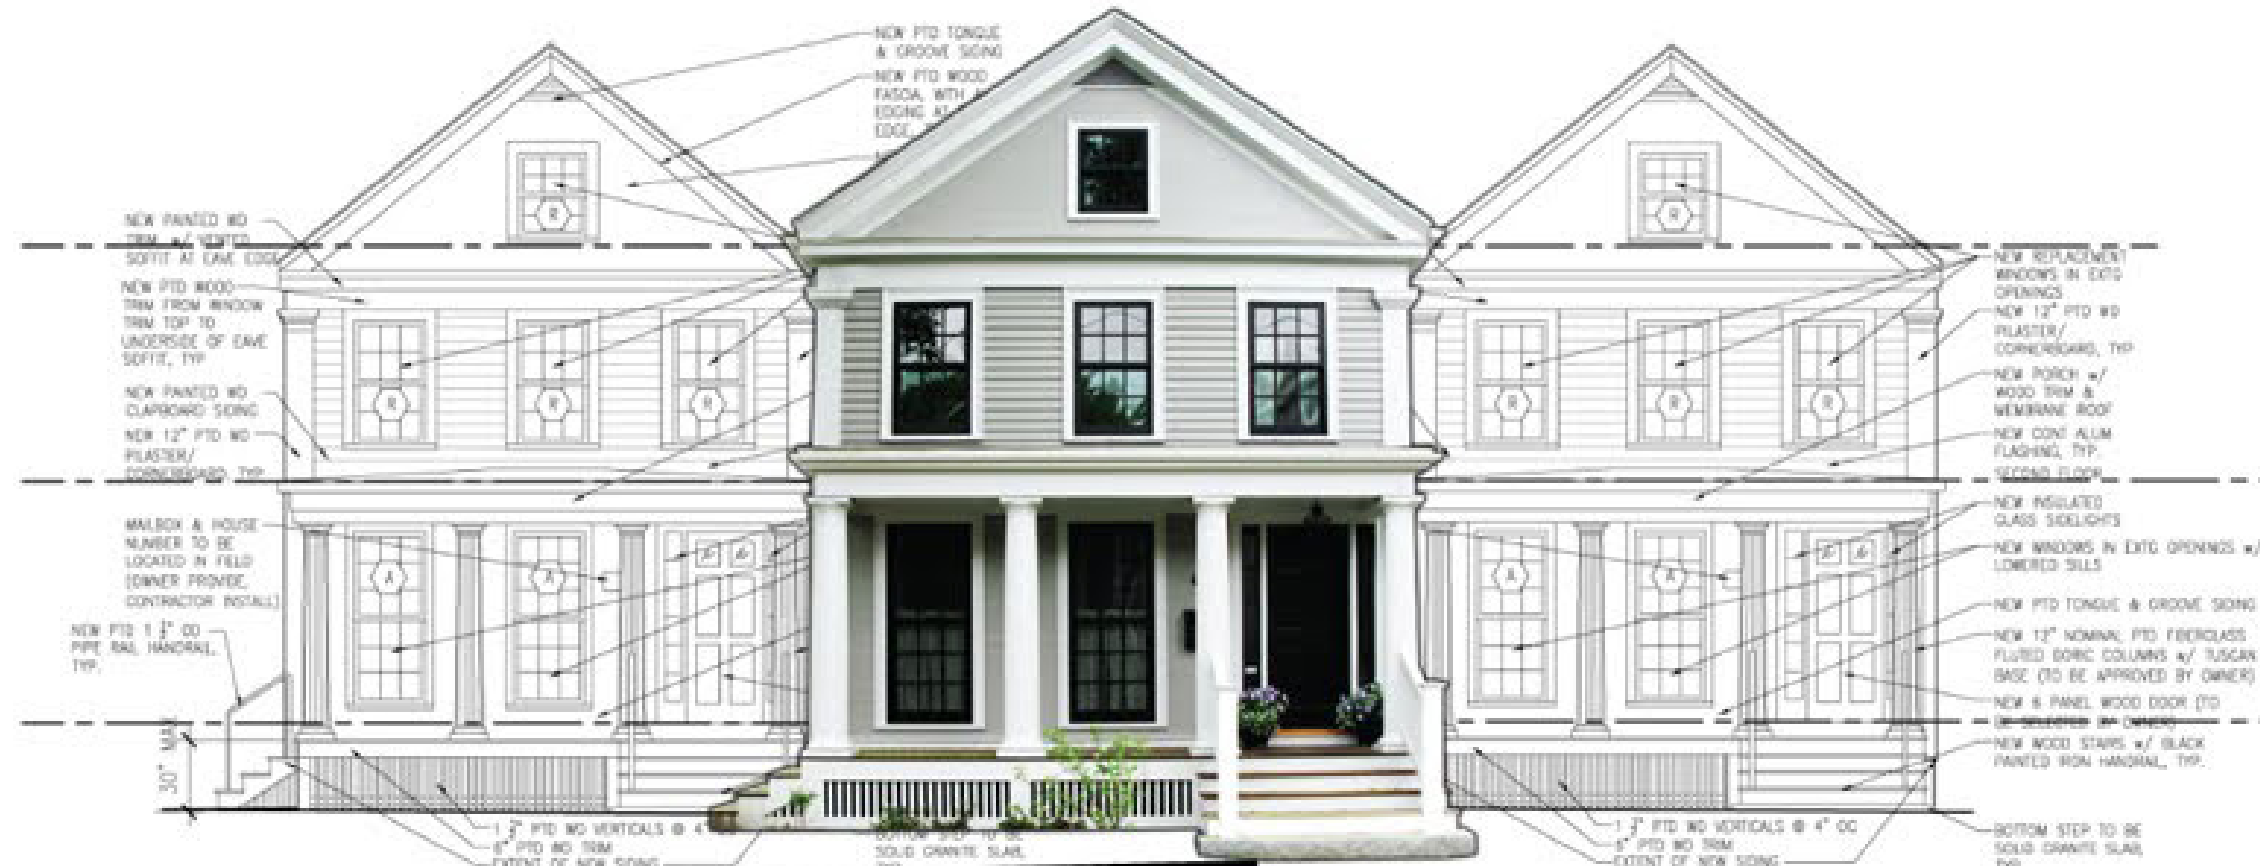 NEW PTD TONGUE
& GROOVE SIDING
NEW PTD WOOD
FASCIA, WITH
EDGING AT
EDGE,
NEW PAINTED WD
TRIM w/ VENTED
SOFFIT AT EAVE EDGE
NEW PTD WOOD
TRIM FROM WINDOW
TRIM TOP TO
UNDERSIDE OF EAVE
SOFFIT, TYP
NEW PAINTED WD
CLAPBOARD SIDING
NEW 12" PTD WD
PILASTER/
CORNERBOARD, TYP
MAILBOX & HOUSE
NUMBER TO BE
LOCATED IN FIELD
(OWNER PROVIDE,
CONTRACTOR INSTALL)
NEW PTD 1 OD
PIPE RAIL HANDRAIL,
TYP.
30" MAX
R
R
R
R
A
A
1 PTD WD VERTICALS @ 4"
6" PTD WD TRIM
EXTENT OF NEW SIDING
BOTTOM STEP TO BE
SOLID GRANITE SLAB,
TYP
R
R
R
R
A
A
NEW REPLACEMENT
WINDOWS IN EXTG
OPENINGS
NEW 12" PTD WD
PILASTER/
CORNERBOARD, TYP
NEW PORCH w/
WOOD TRIM &
MEMBRANE ROOF
NEW CONT ALUM
FLASHING, TYP.
SECOND FLOOR
NEW INSULATED
GLASS SIDELIGHTS
NEW WINDOWS IN EXTG OPENINGS w/
LOWERED SILLS
NEW PTD TONGUE & GROOVE SIDING
NEW 12" NOMINAL PTD FIBERGLASS
FLUTED DORIC COLUMNS w/ TUSCAN
BASE (TO BE APPROVED BY OWNER)
NEW 6 PANEL WOOD DOOR (TO
BE SELECTED BY OWNER)
NEW WOOD STAIRS w/ BLACK
PAINTED IRON HANDRAIL, TYP.
1 PTD WD VERTICALS @ 4" OC
6" PTD WD TRIM
EXTENT OF NEW SIDING
BOTTOM STEP TO BE
SOLID GRANITE SLAB,
TYP